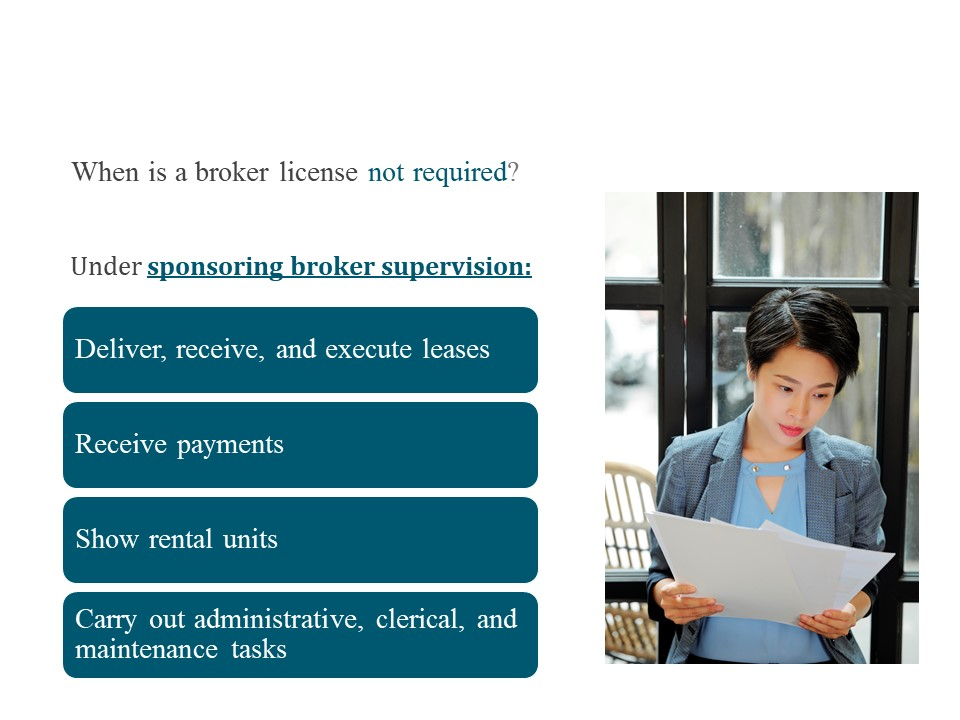 When is a broker license not required?
Under sponsoring broker supervision:
Deliver, receive, and execute leases
Receive payments
Show rental units
Carry out administrative, clerical, and
maintenance tasks